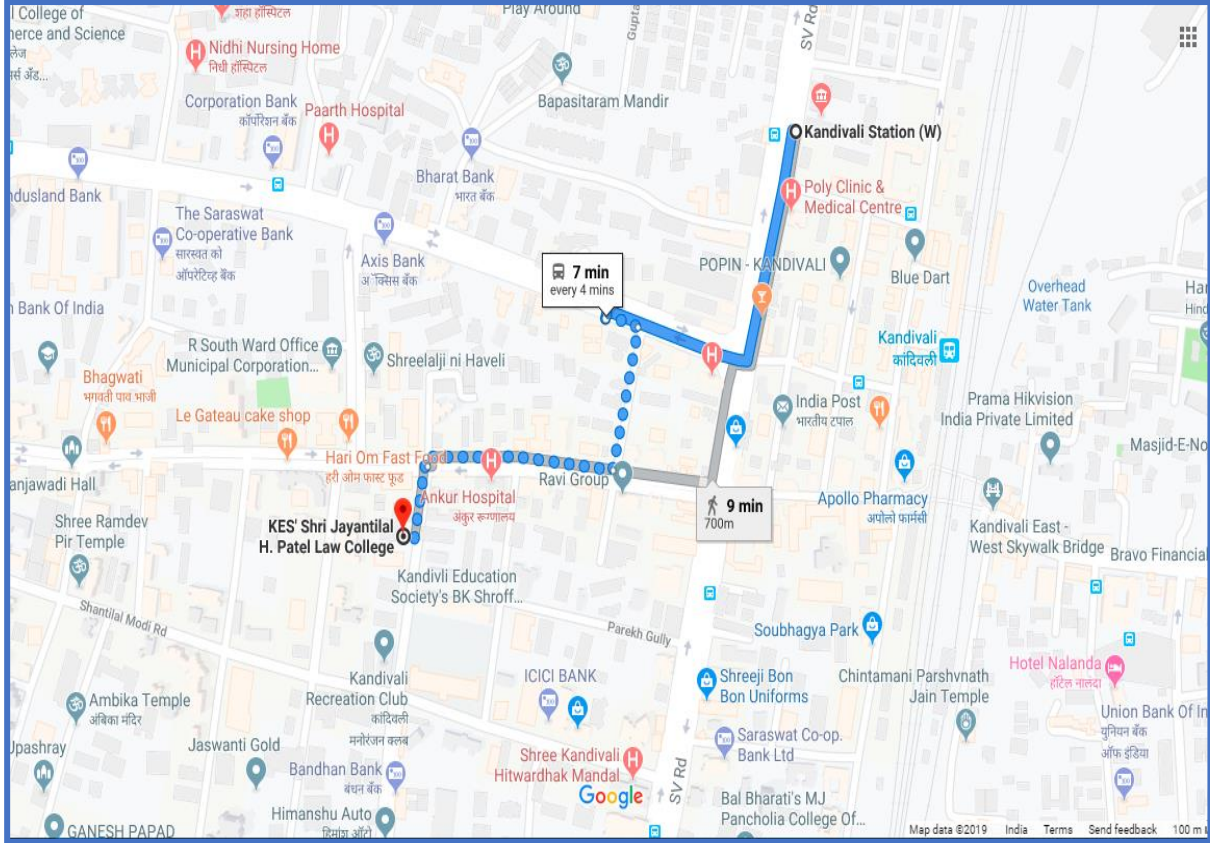 शहा हॉस्पिटल
Play Around
SV Rd
l College of
nerce and Science
Nidhi Nursing Home
निधी हॉस्पिटल
Bapasitaram Mandir
Corporation Bank
कॉर्पोरेशन बँक
Paarth Hospital
Kandivali Station (W)
Bharat Bank
भारत बँक
ndusland Bank
Poly Clinic &
Medical Centre
The Saraswat
Co-operative Bank
सारस्वत को
ऑपरेटिव्ह बँक
Axis Bank
अ‍ॅक्सिस बँक
7 min
every 4 mins
POPIN - KANDIVALI
Blue Dart
Overhead
Water Tank
Ha
Hind
n Bank Of India
R South Ward Office
Municipal Corporation...
Shreelalji ni Haveli
Kandivali
कांदिवली
Bhagwati
भगवती पाव भाजी
Le Gateau cake shop
India Post
भारतीय टपाल
Prama Hikvision
India Private Limited
Masjid-E-No
Hari Om Fast Food
हरी ओम फास्ट फूड
anjawadi Hall
Ankur Hospital
अंकुर रूग्णालय
Ravi Group
9 min
700m
Apollo Pharmacy
अपोलो फार्मसी
Shree Ramdev
Pir Temple
KES' Shri Jayantilal
H. Patel Law College
Kandivali East -
West Skywalk Bridge
Bravo Financial
Kandivli Education
Society's BK Shroff...
Shantilal Modi Rd
Parekh Gully
Soubhagya Park
Kandivali
Recreation Club
कांदिवली
मनोरंजन क्लब
ICICI BANK
Shreeji Bon
Bon Uniforms
Chintamani Parshvnath
Jain Temple
Hotel Nalanda
हॉटेल नालंदा
Ambika Temple
अंबिका मंदिर
Union Bank Of In
युनियन बँक
ऑफ इंडिया
Upashray
Jaswanti Gold
Saraswat Co-op.
Bank Ltd
Bandhan Bank
बंधन बँक
Shree Kandivali
Hitwardhak Mandal
Google
SV Rd
Himanshu Auto
Bal Bharati's MJ
Pancholia College Of...
GANESH PAPAD
Map data ©2019 India Terms Send feedback 100 m